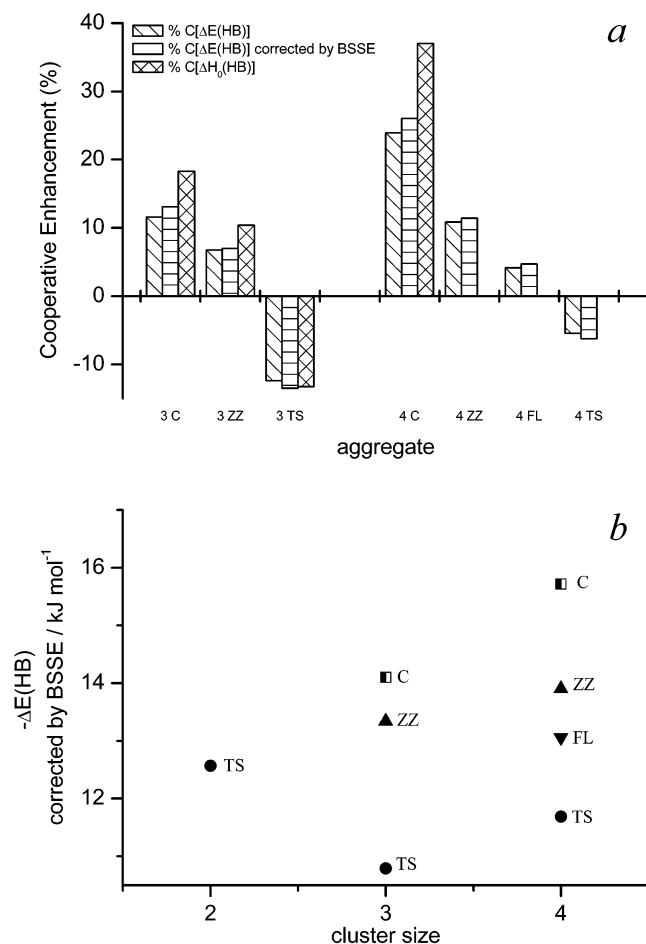 a
40
30
20
10
0
-10
Cooperative Enhancement (%)
% C[ΔE(HB)]
% C[ΔE(HB)] corrected by BSSE
% C[ΔH0(HB)]
3 C 3 ZZ 3 TS 4 C 4 ZZ 4 FL 4 TS
aggregate
b
-ΔE(HB)
corrected by BSSE / kJ mol-1
16
14
12
C
C
ZZ
ZZ
FL
TS
TS
TS
2 3 4
cluster size